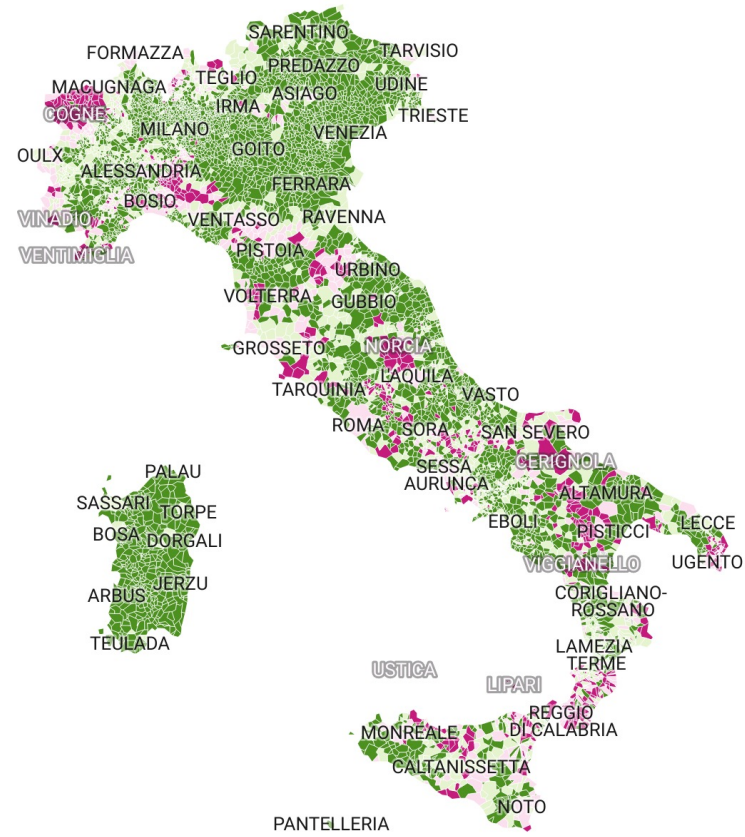 SARENTINO
FORMAZZA
TARVISIO
PREDAZZO
TEGLIO
MACUGNAGA
UDINE
ASIAGO
IRMA
COGNE
TRIESTE
MILANO
VENEZIA
GOITO
OULX
ALESSANDRIA
FERRARA
BOSIO
VINADIO
VENTASSO
RAVENNA
PISTOIA
VENTIMIGLIA
URBINO
VOLTERRA
GUBBIO
GROSSETO
NORCIA
LAQUILA
TARQUINIA
VASTO
ROMA
SORA
SAN SEVERO
CERIGNOLA
SESSA
AURUNCA
PALAU
ALTAMURA
SASSARI
TORPE
EBOLI
PISTICCI
LECCE
BOSA
DORGALI
VIGGIANELLO
UGENTO
JERZU
ARBUS
CORIGLIANO-
ROSSANO
TEULADA
LAMEZIA
TERME
USTICA
LIPARI
REGGIO
DI CALABRIA
MONREALE
CALTANISSETTA
NOTO
PANTELLERIA